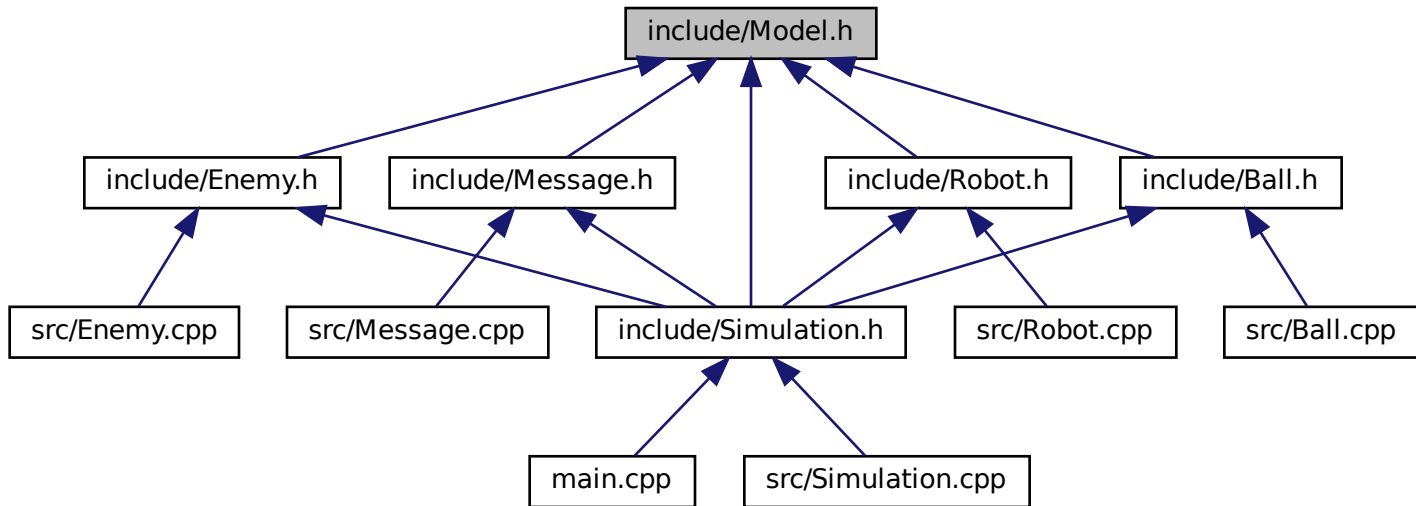 include/Model.h
include/Enemy.h
include/Message.h
include/Robot.h
include/Ball.h
src/Enemy.cpp
src/Message.cpp
include/Simulation.h
src/Robot.cpp
src/Ball.cpp
main.cpp
src/Simulation.cpp